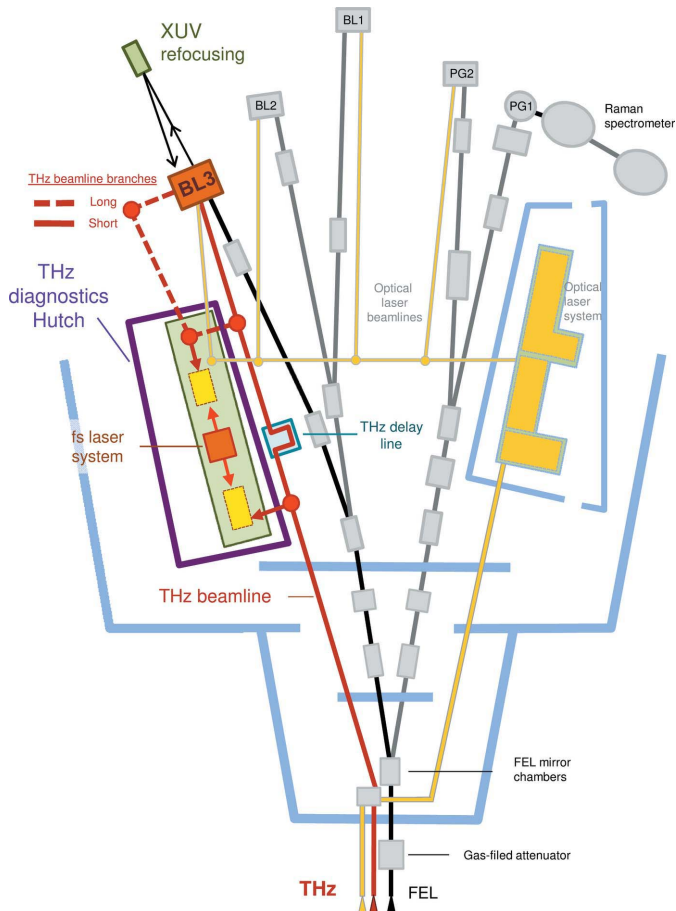 XUV
refocusing
BL1
BL2
PG2
PG1
Raman
spectrometer
THz beamline branches
Long
Short
BL3
THz
diagnostics
Hutch
Optical
laser
beamlines
Optical
laser
system
fs laser
system
THz delay
line
THz beamline
FEL mirror
chambers
Gas-filed attenuator
THz
FEL